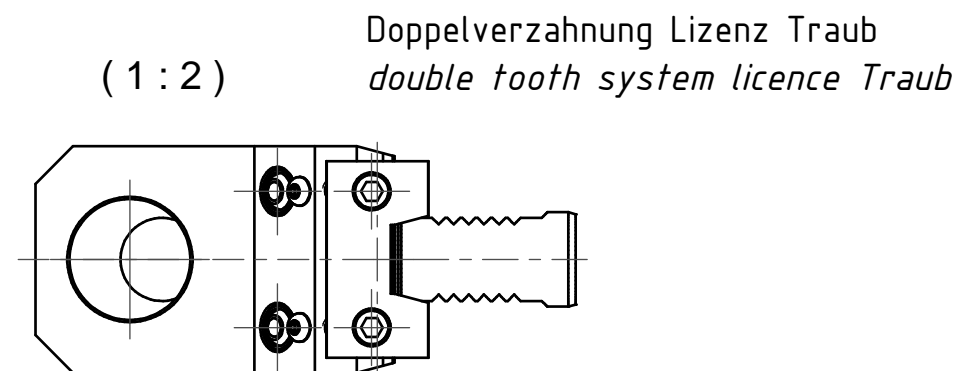 Doppelverzahnung Lizenz Traub
( 1 : 2 )
double tooth system licence Traub